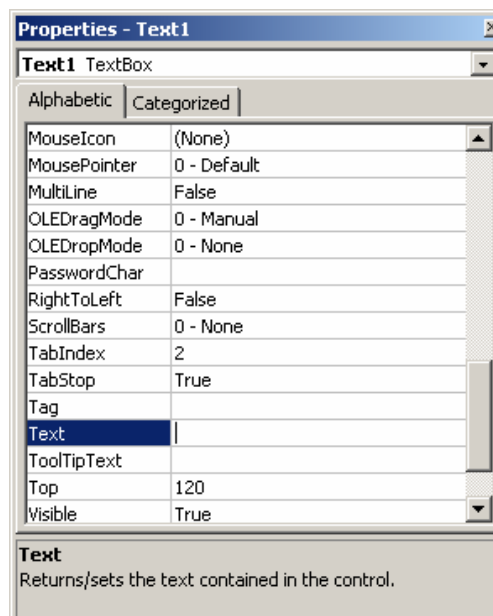 Properties - Text1
Text1 TextBox
Alphabetic Categorized
MouseIcon (None)
MousePointer 0 - Default
MultiLine False
OLEDragMode 0 - Manual
OLEDropMode 0 - None
PasswordChar
RightToLeft False
ScrollBars 0 - None
TabIndex 2
TabStop True
Tag
Text
ToolTipText
Top 120
Visible True
Text
Returns/sets the text contained in the control.